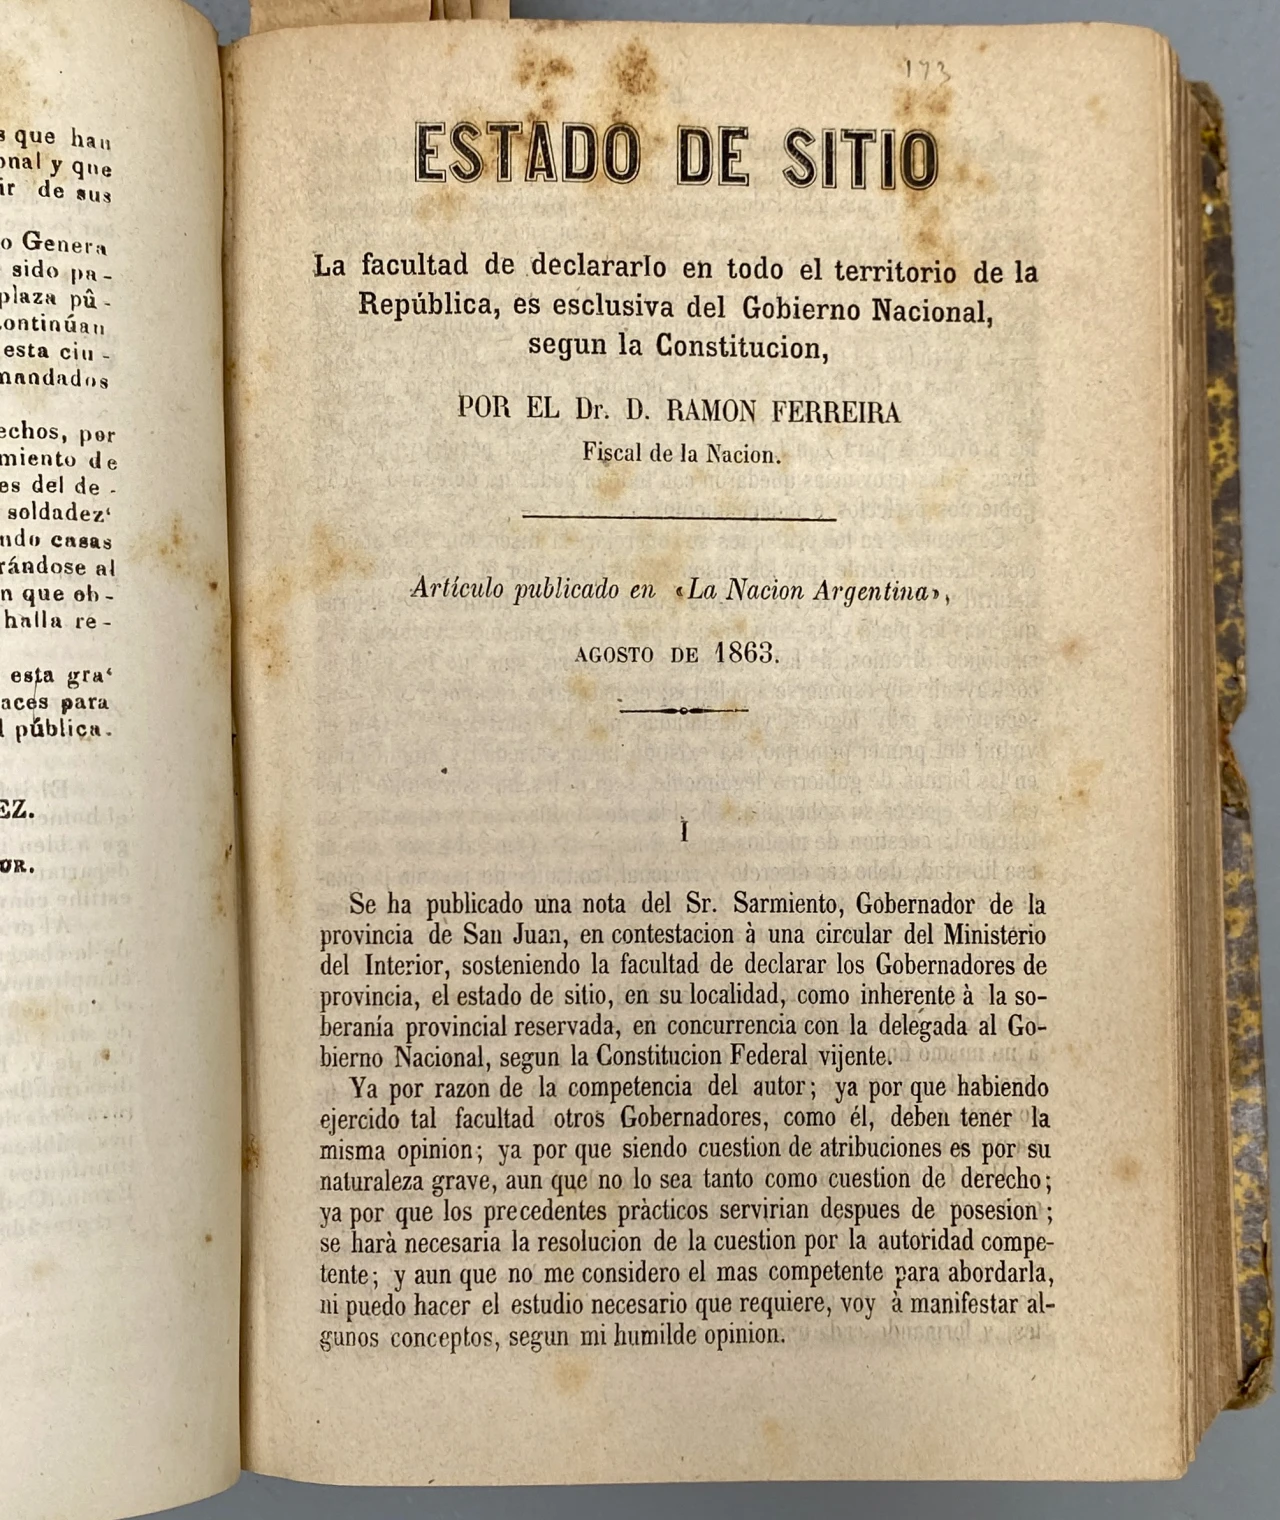 que han
y que
de sus
Genera
sido pa-
plaza pû-
continúan
esta ciu-
mandados
por
de
es del de-
soldadez‘
casas
al
n que ob-
halla re-
esta gra‘
para
pública.
EZ.
OR.
173
ESTADO DE SITIO
La facultad de declararlo en todo el territorio de la
República, es esclusiva del Gobierno Nacional,
segun la Constitucion,
POR EL Dr. D. RAMON FERREIRA
Fiscal de la Nacion.
Artículo publicado en «La Nacion Argentina»,
AGOSTO DE 1863.
I
Se ha publicado una nota del Sr. Sarmiento, Gobernador de la
provincia de San Juan, en contestacion à una circular del Ministerio
del Interior, sosteniendo la facultad de declarar los Gobernadores de
provincia, el estado de sitio, en su localidad, como inherente à la so-
beranía provincial reservada, en concurrencia con la delegada al Go-
bierno Nacional, segun la Constitucion Federal vijente.
Ya por razon de la competencia del autor; ya por que habiendo
ejercido tal facultad otros Gobernadores, como él, deben tener la
misma opinion; ya por que siendo cuestion de atribuciones es por su
naturaleza grave, aun que no lo sea tanto como cuestion de derecho;
ya por que los precedentes pràcticos servirian despues de posesion;
se harà necesaria la resolucion de la cuestion por la autoridad compe-
tente; y aun que no me considero el mas competente para abordarla,
ni puedo hacer el estudio necesario que requiere, voy à manifestar al-
gunos conceptos, segun mi humilde opinion.